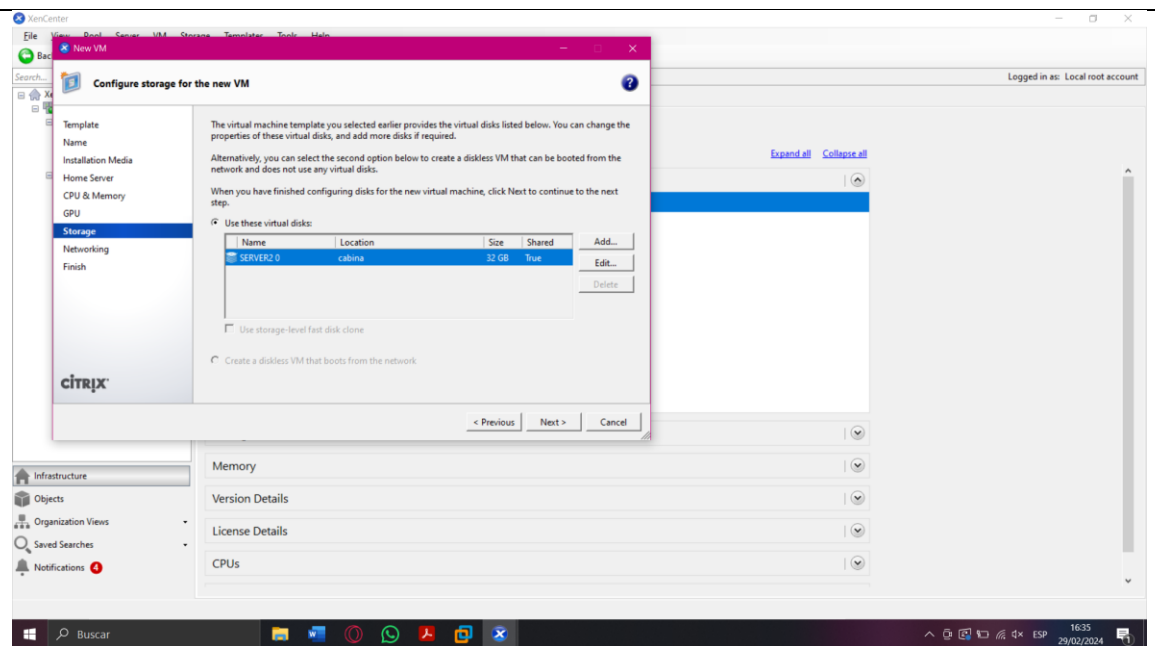 XenCenter
File View Pool Server VM Storage Templates Tools Help
Bac
New VM
Search...
Logged in as: Local root account
Configure storage for the new VM
Template
Name
Installation Media
Home Server
CPU & Memory
GPU
Storage
Networking
Finish
CITRIX
The virtual machine template you selected earlier provides the virtual disks listed below. You can change the
properties of these virtual disks, and add more disks if required.
Alternatively, you can select the second option below to create a diskless VM that can be booted from the
network and does not use any virtual disks.
When you have finished configuring disks for the new virtual machine, click Next to continue to the next
step.
Use these virtual disks:
Name Location Size Shared
SERVER2 0 cabina 32 GB True
Add...
Edit...
Delete
Use storage-level fast disk clone
Create a diskless VM that boots from the network
< Previous Next > Cancel
Expand all Collapse all
Memory
Version Details
License Details
CPUs
Infrastructure
Objects
Organization Views
Saved Searches
Notifications 4
Buscar
ESP
16:35
29/02/2024
1